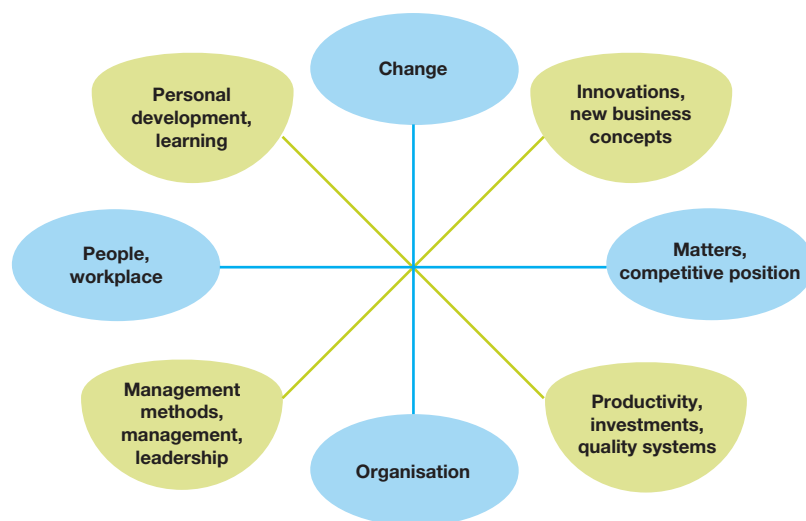 Change
Personal
development,
learning
Innovations,
new business
concepts
People,
workplace
Matters,
competitive position
Management
methods,
management,
leadership
Productivity,
investments,
quality systems
Organisation